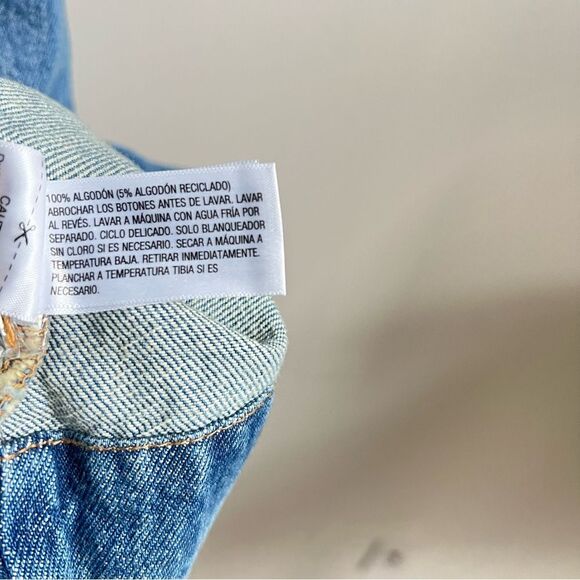 100% ALGODÓN (5% ALGODÓN RECICLADO)
ABROCHAR LOS BOTONES ANTES DE LAVAR. LAVAR
AL REVÉS. LAVAR A MÁQUINA CON AGUA FRÍA POR
SEPARADO. CICLO DELICADO. SOLO BLANQUEADOR
SIN CLORO SI ES NECESARIO. SECAR A MÁQUINA A
TEMPERATURA BAJA. RETIRAR INMEDIATAMENTE.
PLANCHAR A TEMPERATURA TIBIA SI ES
NECESARIO.